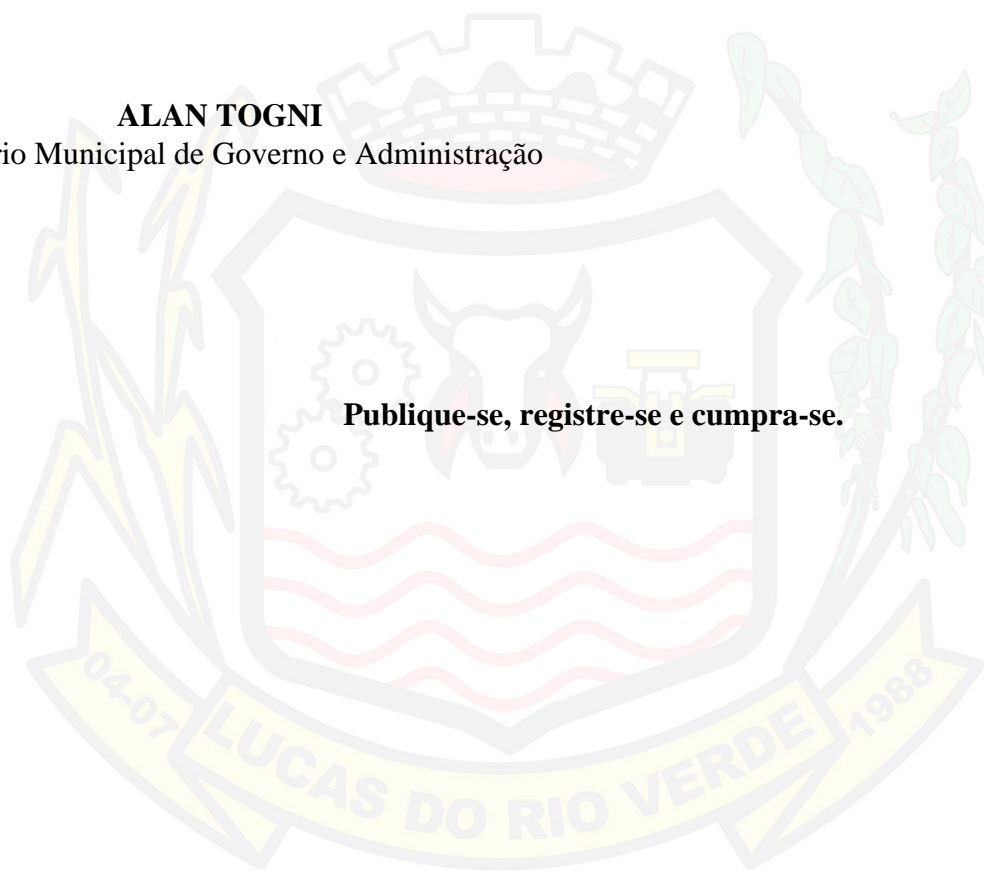 ALAN TOGNI
rio Municipal de Governo e Administração
Publique-se, registre-se e cumpra-se.
04-07
LUCAS DO RIO VERDE
1988